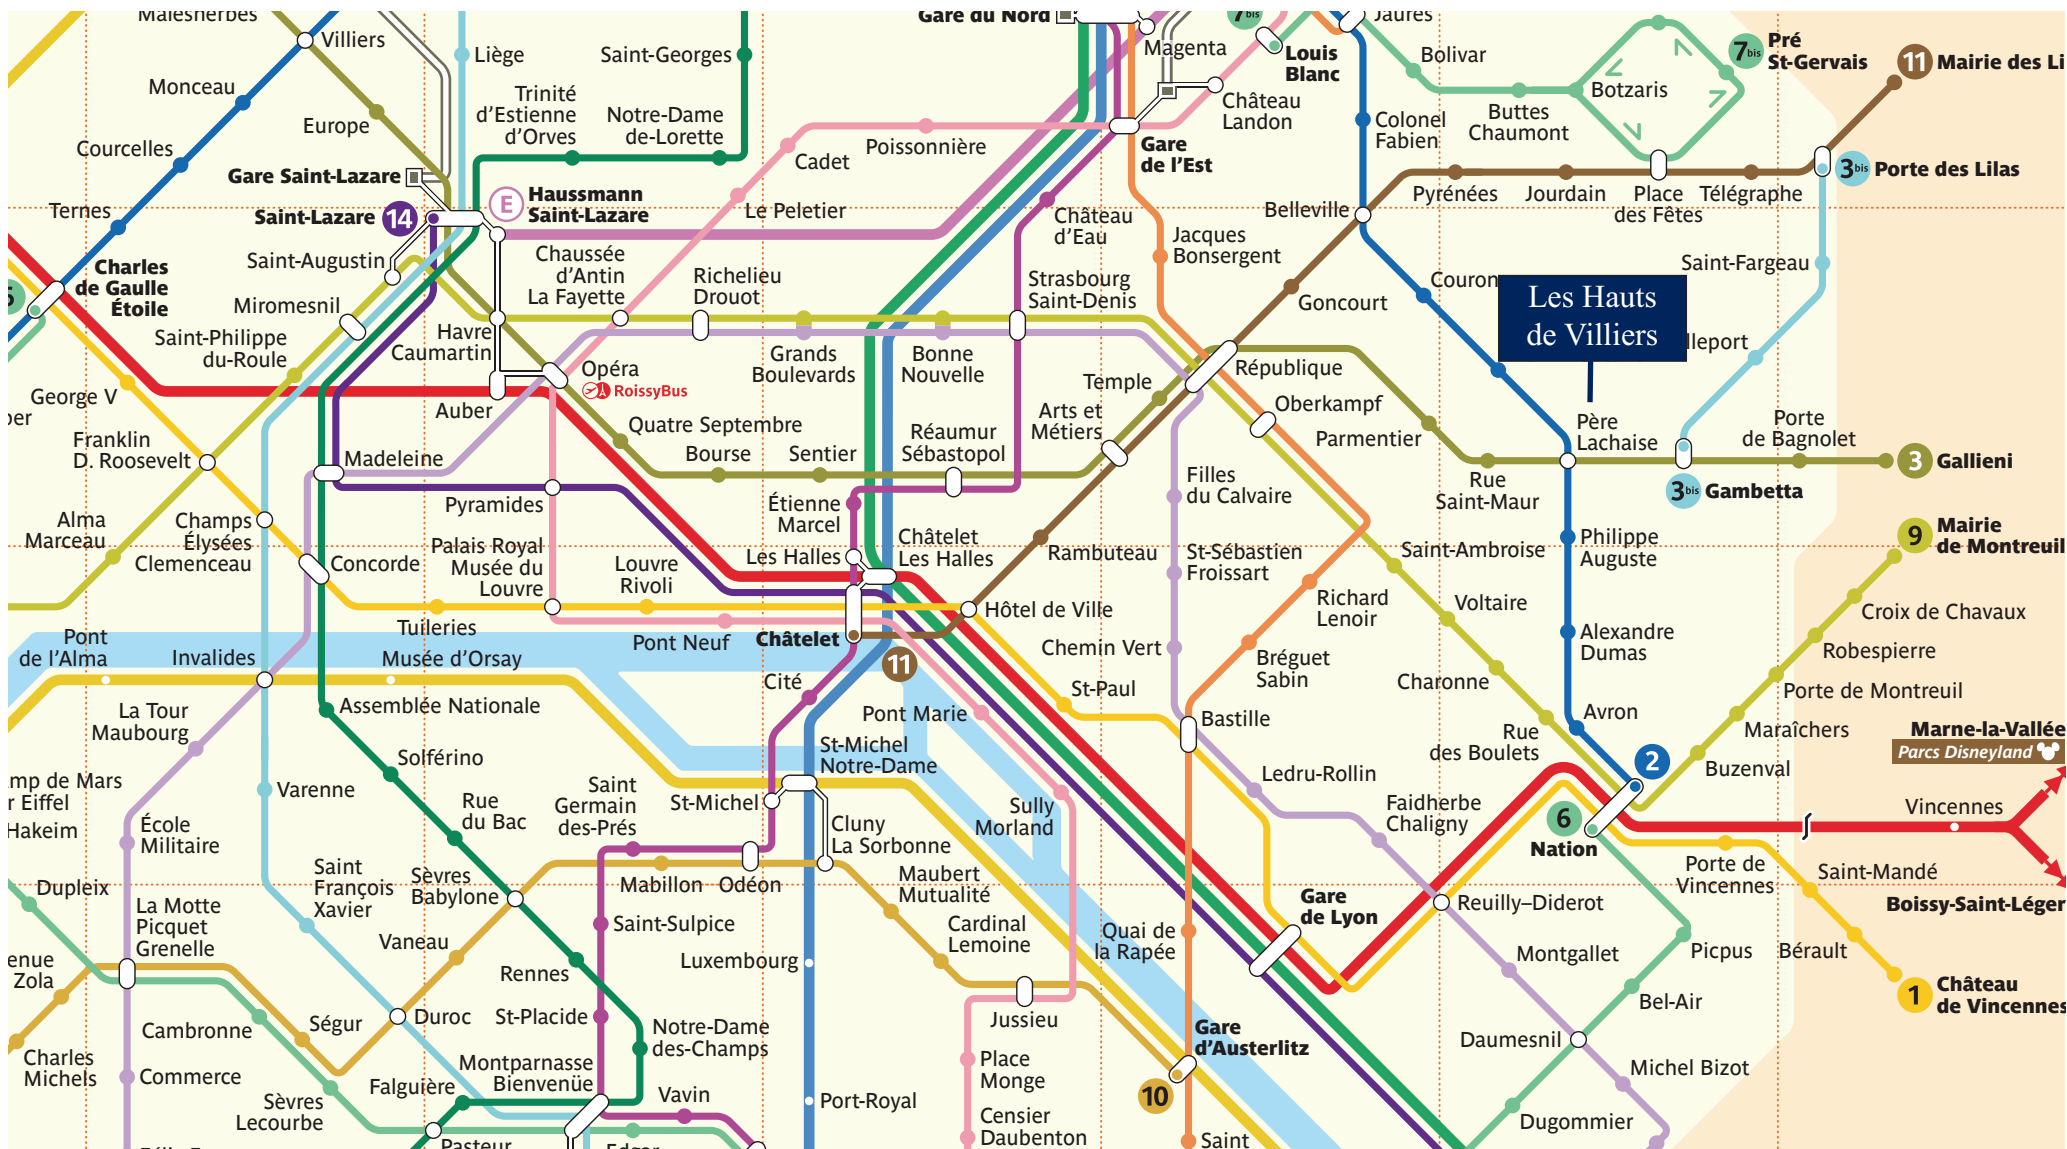 Malesherbes
Villiers
Monceau
Courcelles
Ternes
Europe
Liège
Saint-Georges
Trinité
d'Estienne
d'Orves
Notre-Dame
de-Lorette
Gare Saint-Lazare
Saint-Lazare
14
E
Haussmann
Saint-Lazare
Saint-Augustin
Miromesnil
Saint-Philippe
du-Roule
Charles
de Gaulle
Étoile
George V
Franklin
D. Roosevelt
Alma
Marceau
Champs
Élysées
Clemenceau
Havre
Caumartin
Auber
Chaussée
d'Antin
La Fayette
Opéra
RoissyBus
Richelieu
Drouot
Grands
Boulevards
Bonne
Nouvelle
Strasbourg
Saint-Denis
Cadet
Poissonnière
Le Peletier
Gare du Nord
Magenta
7bis
Louis
Blanc
Château
Landon
Gare
de l'Est
Château
d'Eau
Jacques
Bonsergent
Jaurès
Bolivar
Colonel
Fabien
Buttes
Chaumont
Botzaris
7bis
Pré
St-Gervais
11
Mairie des Li
3bis
Porte des Lilas
Pyrénées
Jourdain
Place
des Fêtes
Télégraphe
Belleville
Saint-Fargeau
Goncourt
Couron
Les Hauts
de Villiers
lleport
République
Temple
Arts et
Métiers
Oberkampf
Parmentier
Père
Lachaise
Porte
de Bagnolet
3
Gallieni
3bis
Gambetta
Rue
Saint-Maur
Quatre Septembre
Bourse
Sentier
Réaumur
Sébastopol
Madeleine
Pyramides
Étienne
Marcel
Les Halles
Châtelet
Les Halles
Rambuteau
Filles
du Calvaire
St-Sébastien
Froissart
Saint-Ambroise
Philippe
Auguste
9
Mairie
de Montreuil
Croix de Chavaux
Robespierre
Porte de Montreuil
Maraîchers
Buzenval
Concorde
Palais Royal
Musée du
Louvre
Louvre
Rivoli
Tuileries
Pont Neuf
Châtelet
11
Hôtel de Ville
Chemin Vert
Richard
Lenoir
Bréguet
Sabin
Voltaire
Charonne
Rue
des Boulets
Alexandre
Dumas
Avron
2
6
Nation
Pont
de l'Alma
Invalides
Musée d'Orsay
Assemblée Nationale
La Tour
Maubourg
Solférino
Varenne
Rue
du Bac
Cité
Pont Marie
St-Paul
Bastille
Ledru-Rollin
Faidherbe
Chaligny
St-Michel
Notre-Dame
St-Michel
Saint
Germain
des-Prés
Cluny
La Sorbonne
Sully
Morland
Mabillon
Odéon
Maubert
Mutualité
Cardinal
Lemoine
Quai de
la Rapée
Gare
de Lyon
Reuilly–Diderot
Montgallet
Marne-la-Vallée
Parcs Disneyland
Vincennes
Boissy-Saint-Léger
Porte de
Vincennes
Saint-Mandé
Bérault
1
Château
de Vincennes
Picpus
Bel-Air
Daumesnil
Michel Bizot
Dugommier
amp de Mars
r Eiffel
Hakeim
École
Militaire
Dupleix
La Motte
Picquet
Grenelle
Saint
François
Xavier
Sèvres
Babylone
Vaneau
Rennes
Saint-Sulpice
Luxembourg
St-Placide
Notre-Dame
des-Champs
Jussieu
Place
Monge
Censier
Daubenton
Gare
d'Austerlitz
10
Saint
enue
Zola
Charles
Michels
Cambronne
Commerce
Ségur
Duroc
Sèvres
Lecourbe
Falguière
Montparnasse
Bienvenüe
Pasteur
Vavin
Port-Royal
Edgar